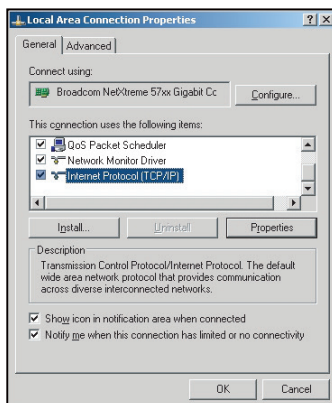 Local Area Connection Properties
General Advanced
Connect using:
Broadcom NetXtreme 57xx Gigabit Cc
Configure...
This connection uses the following items:
QoS Packet Scheduler
Network Monitor Driver
Internet Protocol (TCP/IP)
Install... Uninstall Properties
Description
Transmission Control Protocol/Internet Protocol. The default
wide area network protocol that provides communication
across diverse interconnected networks.
Show icon in notification area when connected
Notify me when this connection has limited or no connectivity
OK Cancel